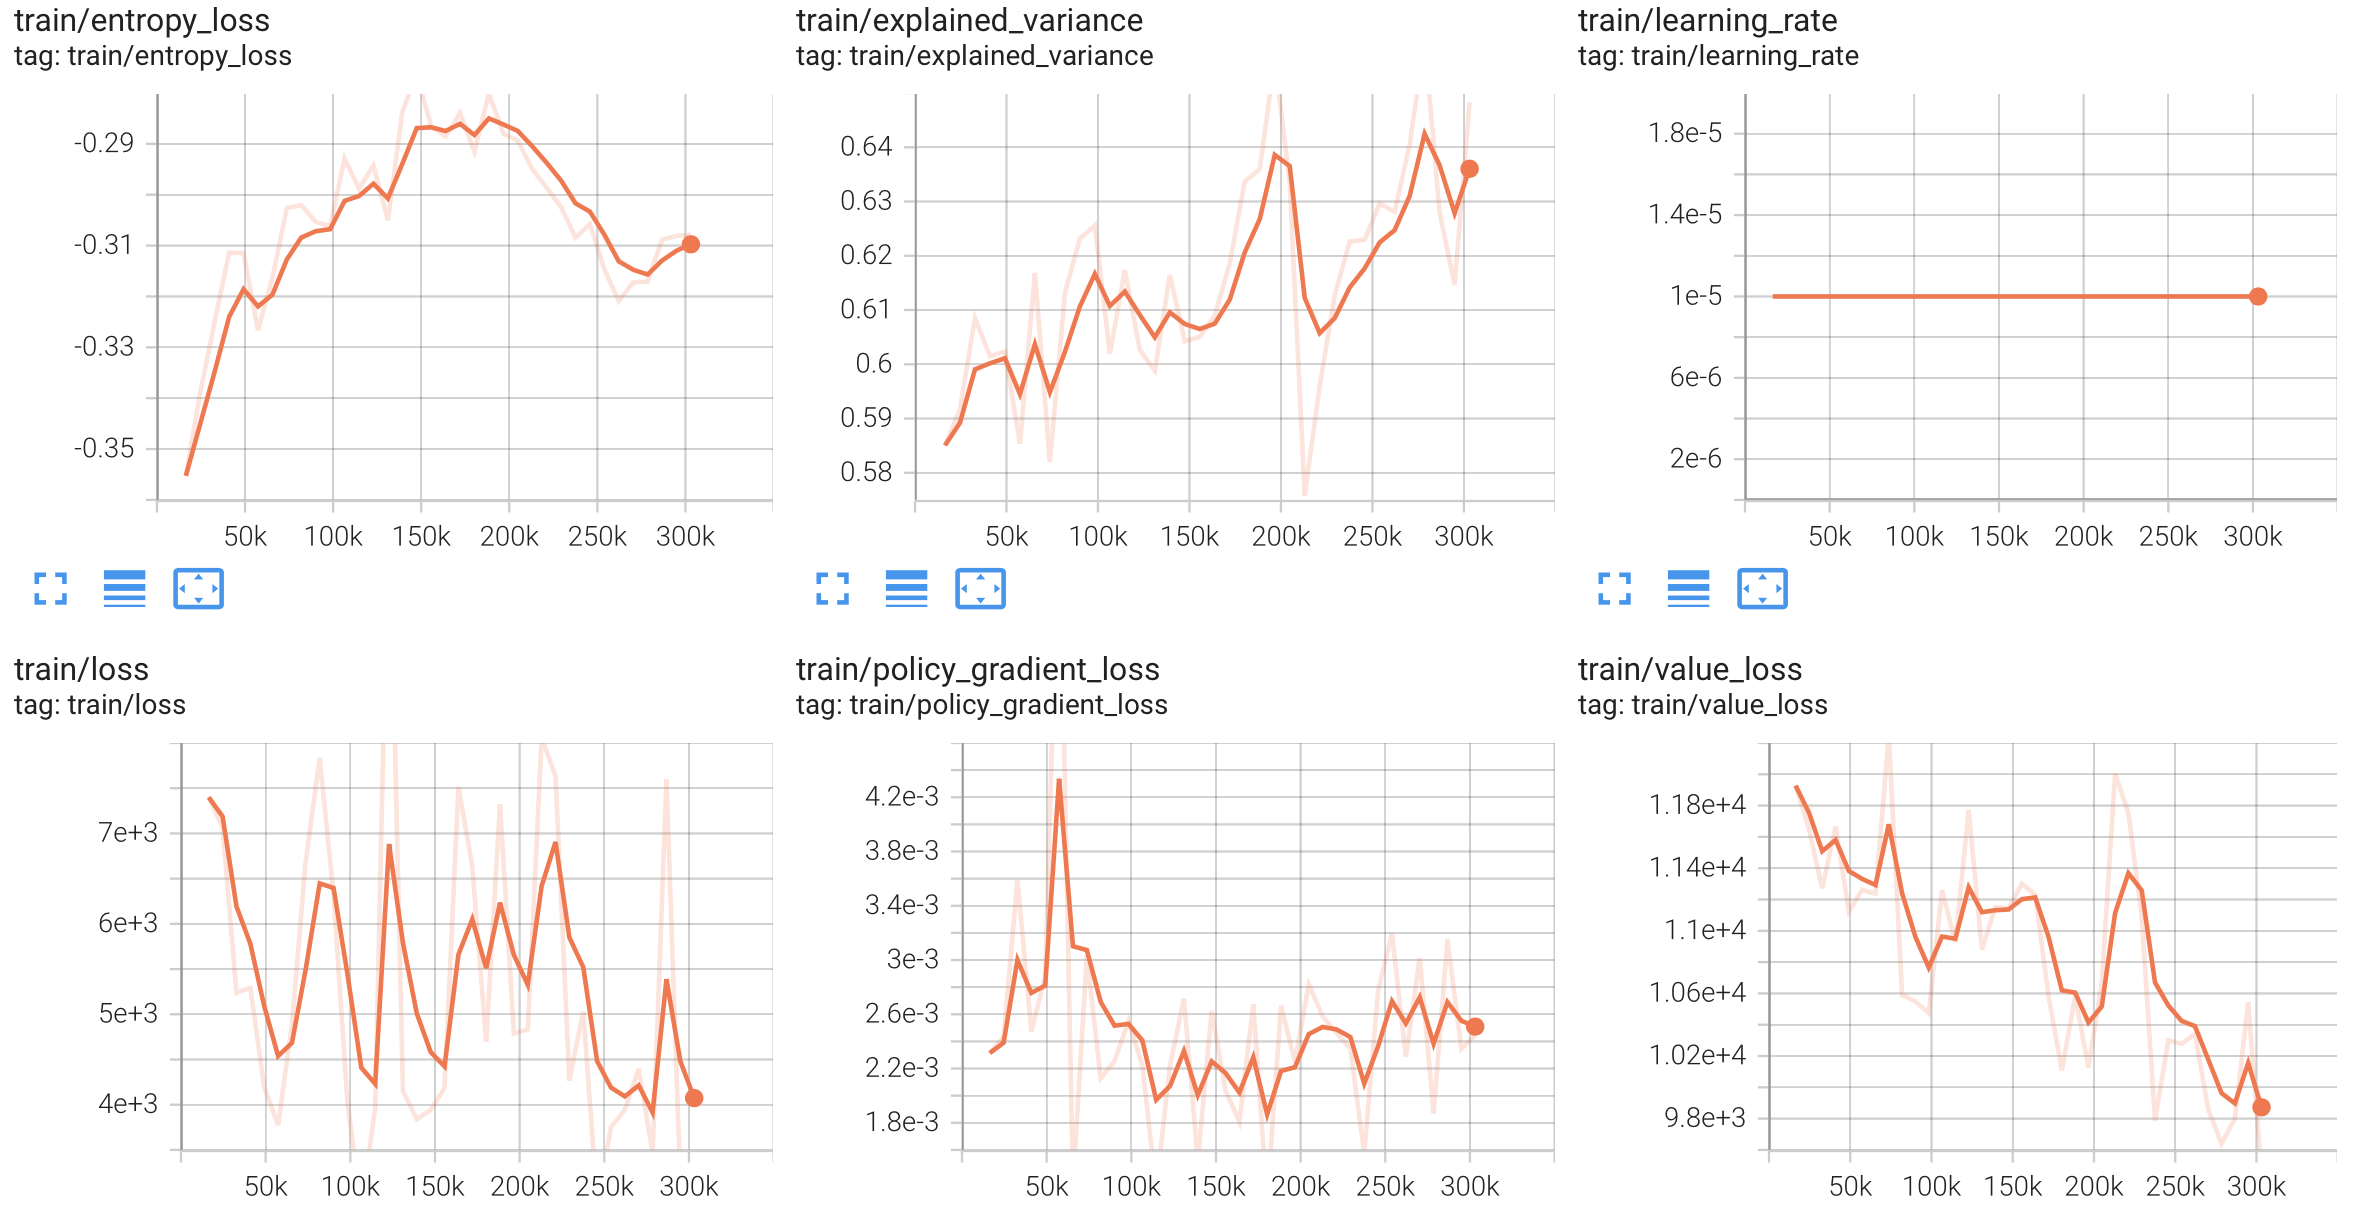 train/entropy_loss
tag: train/entropy_loss
-0.29
-0.31
-0.33
-0.35
50k 100k 150k 200k 250k 300k
train/explained_variance
tag: train/explained_variance
0.64
0.63
0.62
0.61
0.6
0.59
0.58
50k 100k 150k 200k 250k 300k
train/learning_rate
tag: train/learning_rate
1.8e-5
1.4e-5
1e-5
6e-6
2e-6
50k 100k 150k 200k 250k 300k
train/loss
tag: train/loss
7e+3
6e+3
5e+3
4e+3
50k 100k 150k 200k 250k 300k
train/policy_gradient_loss
tag: train/policy_gradient_loss
4.2e-3
3.8e-3
3.4e-3
3e-3
2.6e-3
2.2e-3
1.8e-3
50k 100k 150k 200k 250k 300k
train/value_loss
tag: train/value_loss
1.18e+4
1.14e+4
1.1e+4
1.06e+4
1.02e+4
9.8e+3
50k 100k 150k 200k 250k 300k